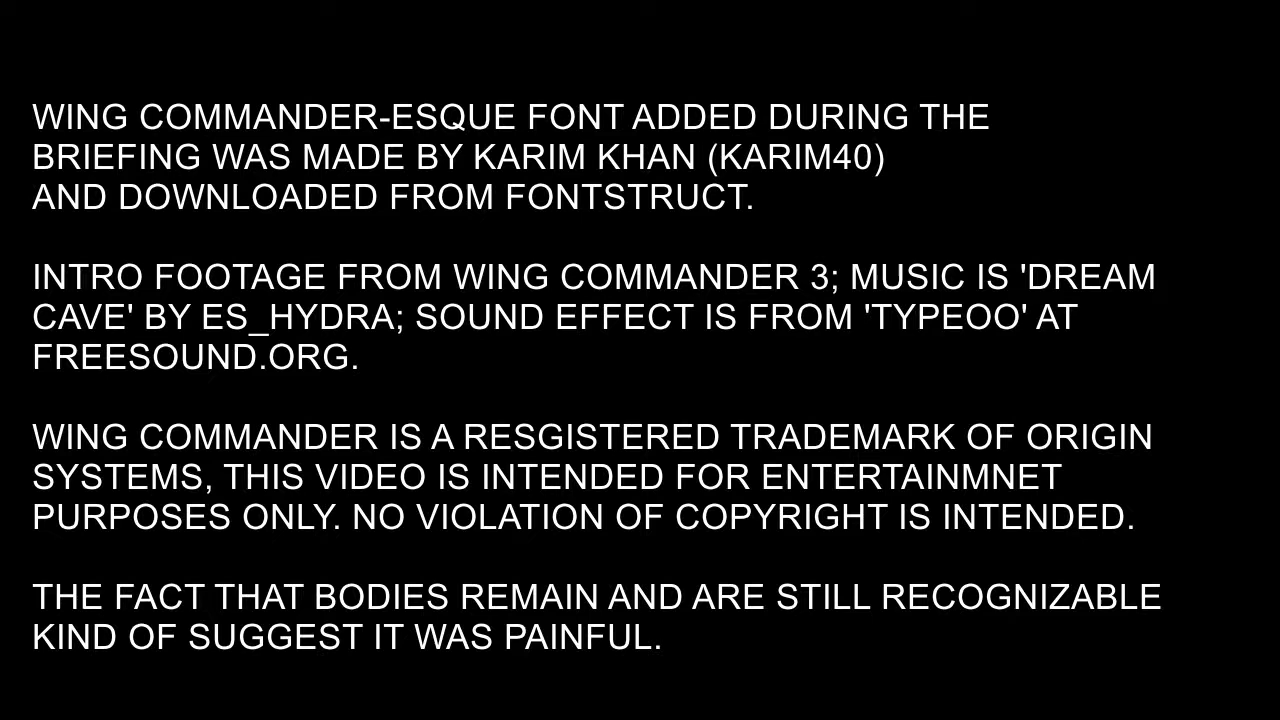 WING COMMANDER-ESQUE FONT ADDED DURING THE
BRIEFING WAS MADE BY KARIM KHAN (KARIM40)
AND DOWNLOADED FROM FONTSTRUCT.
INTRO FOOTAGE FROM WING COMMANDER 3; MUSIC IS 'DREAM
CAVE' BY ES_HYDRA; SOUND EFFECT IS FROM 'TYPEOO' AT
FREESOUND.ORG.
WING COMMANDER IS A RESGISTERED TRADEMARK OF ORIGIN
SYSTEMS, THIS VIDEO IS INTENDED FOR ENTERTAINMNET
PURPOSES ONLY. NO VIOLATION OF COPYRIGHT IS INTENDED.
THE FACT THAT BODIES REMAIN AND ARE STILL RECOGNIZABLE
KIND OF SUGGEST IT WAS PAINFUL.